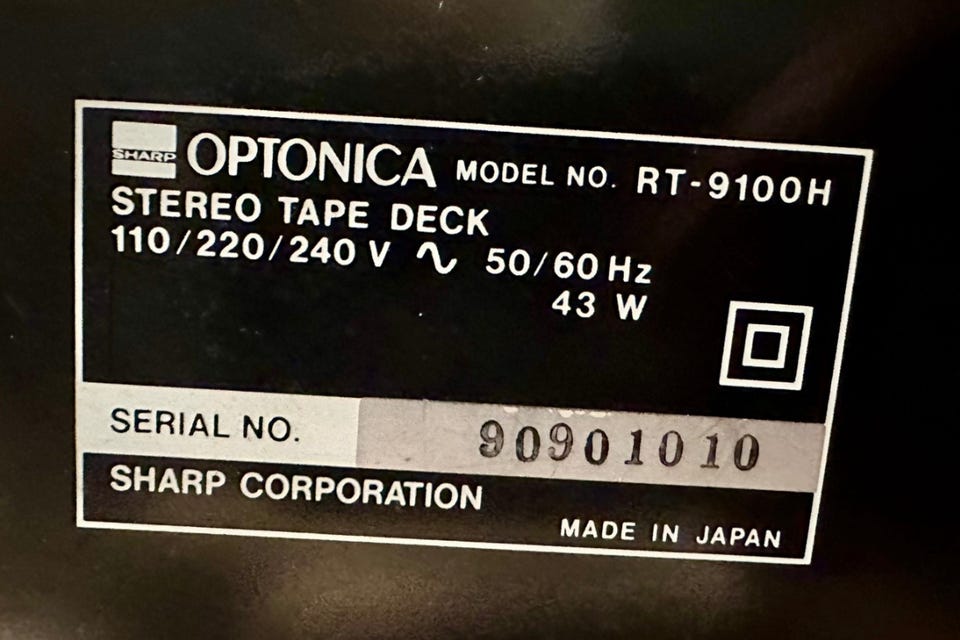 SHARP OPTONICA MODEL NO. RT-9100H
STEREO TAPE DECK
110/220/240 V ∿ 50/60 Hz
43 W
SERIAL NO. 90901010
SHARP CORPORATION
MADE IN JAPAN